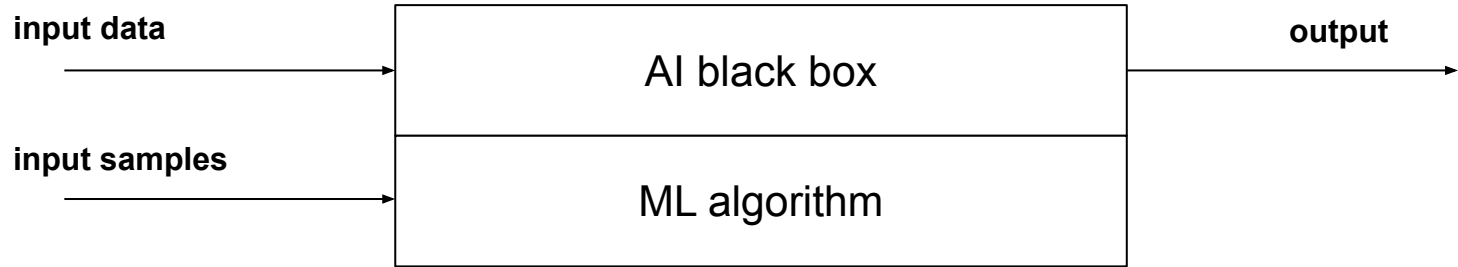 input data
output
AI black box
input samples
ML algorithm